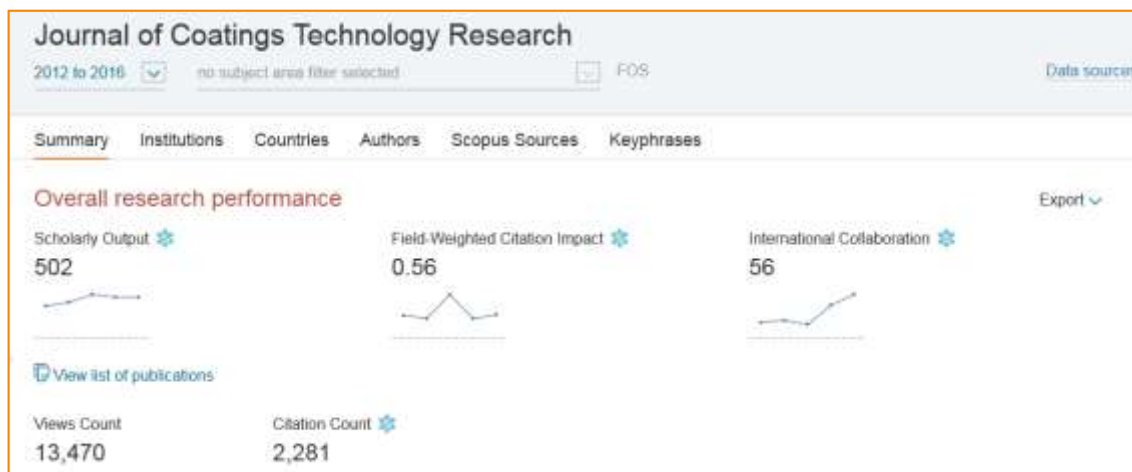 Journal of Coatings Technology Research
2012 to 2016 no subject area filter selected FOS Data sources
Summary Institutions Countries Authors Scopus Sources Keyphrases
Overall research performance Export
Scholarly Output Field-Weighted Citation Impact International Collaboration
502 0.56 56
View list of publications
Views Count Citation Count
13,470 2,281